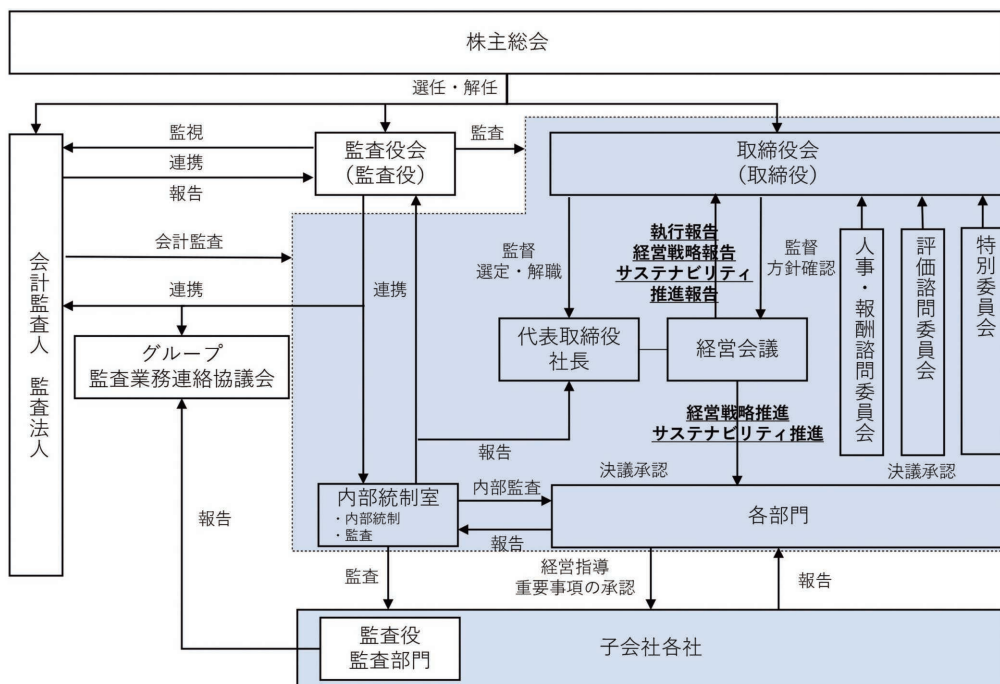 株主総会
選任・解任
監視
連携
報告
監査役会
(監査役)
監査
取締役会
(取締役)
会計監査人 監査法人
会計監査
連携
グループ
監査業務連絡協議会
連携
監督
選定・解職
執行報告
経営戦略報告
サステナビリティ
推進報告
監督
方針確認
人事・報酬諮問委員会
評価諮問委員会
特別委員会
代表取締役
社長
経営会議
報告
経営戦略推進
サステナビリティ推進
決議承認
決議承認
内部統制室
・内部統制
・監査
内部監査
報告
各部門
報告
監査
経営指導
重要事項の承認
報告
監査役
監査部門
子会社各社